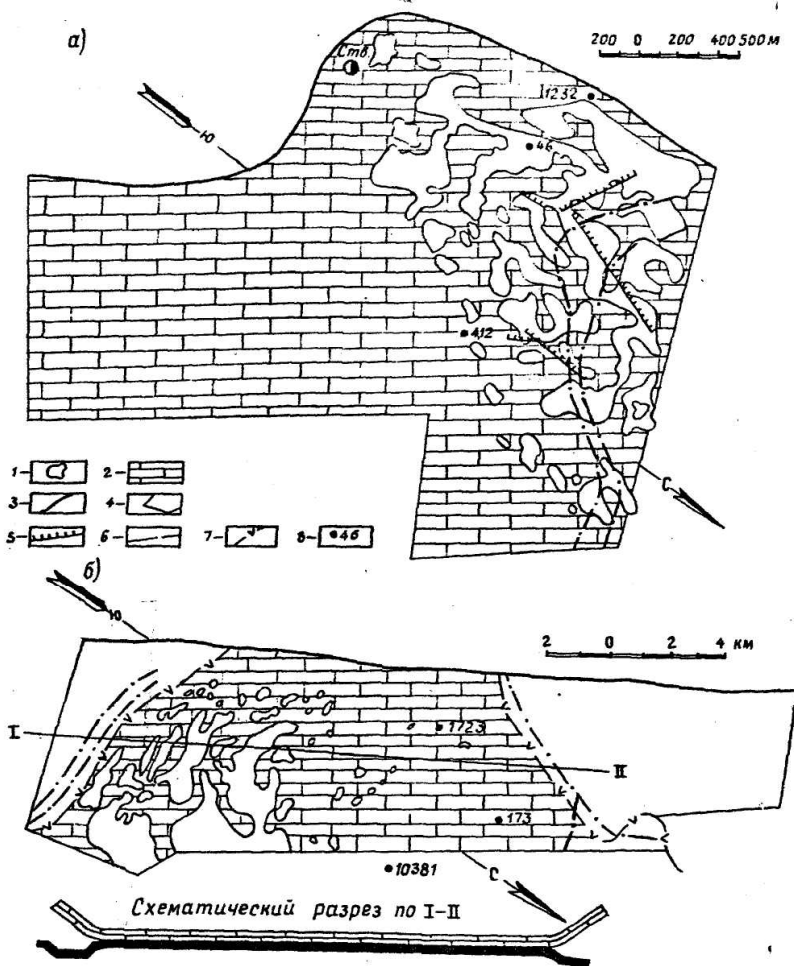 а)
Ств.
200 0 200 400 500 м
1232
Ю
46
412
С
1 2
3 4
5 6 7 8 46
б)
Ю
2 0 2 4 км
I
1723
II
173
10381
С
Схематический разрез по I-II